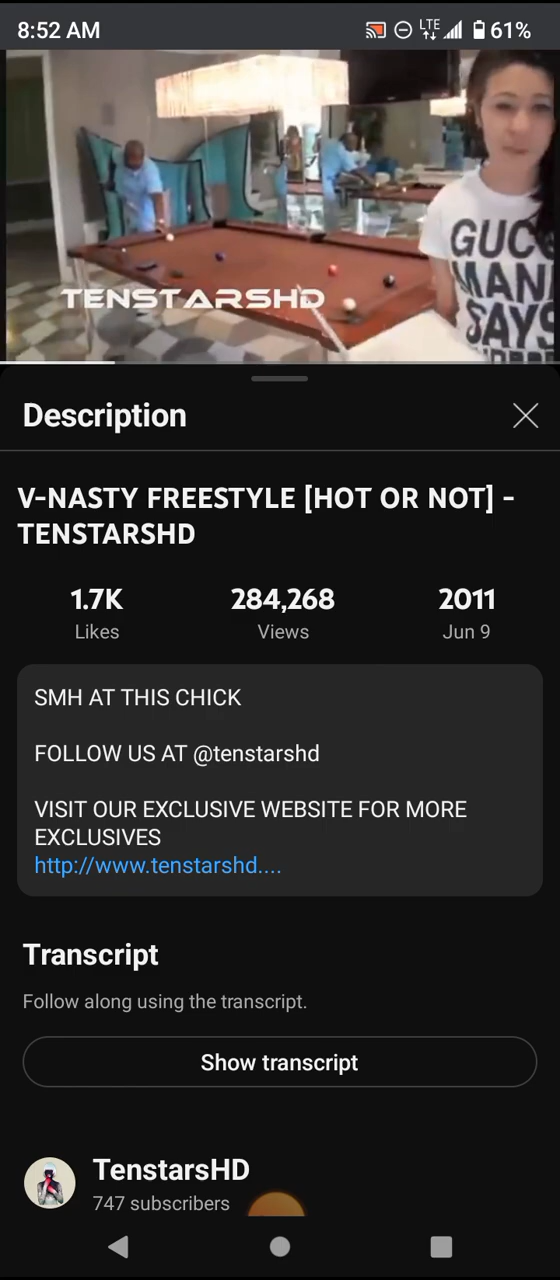 8:52 AM
LTE
61%
GUCC
MAN
SAYS
TENSTARSHD
Description
V-NASTY FREESTYLE [HOT OR NOT] -
TENSTARSHD
1.7K
284,268
2011
Likes
Views
Jun 9
SMH AT THIS CHICK
FOLLOW US AT @tenstarshd
VISIT OUR EXCLUSIVE WEBSITE FOR MORE
EXCLUSIVES
http://www.tenstarshd....
Transcript
Follow along using the transcript.
Show transcript
TenstarsHD
747 subscribers